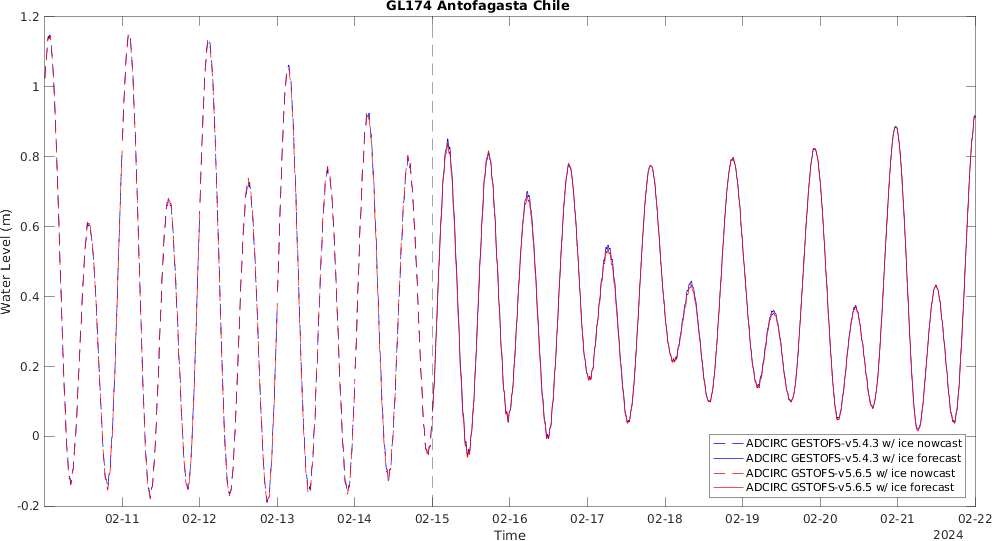 GL174 Antofagasta Chile
1.2
1
0.8
0.6
0.4
0.2
0
-0.2
Water Level (m)
ADCIRC GESTOFS-v5.4.3 w/ ice nowcast
ADCIRC GESTOFS-v5.4.3 w/ ice forecast
ADCIRC GSTOFS-v5.6.5 w/ ice nowcast
ADCIRC GSTOFS-v5.6.5 w/ ice forecast
02-11 02-12 02-13 02-14 02-15 02-16 02-17 02-18 02-19 02-20 02-21 02-22
Time
2024